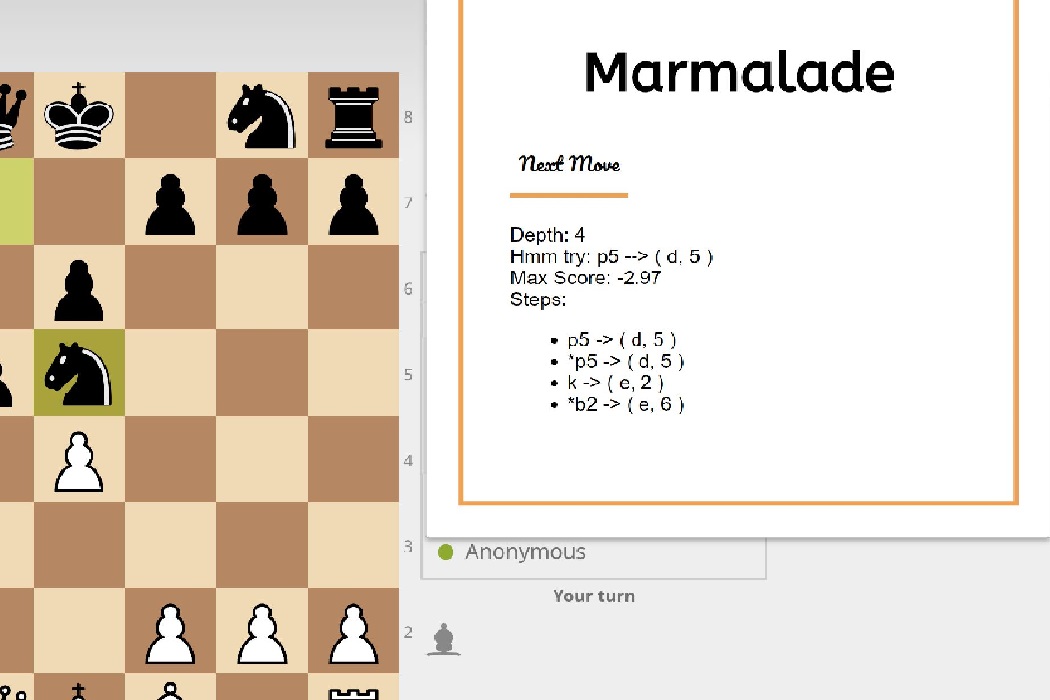 Marmalade
Next Move
Depth: 4
Hmm try: p5 --> ( d, 5 )
Max Score: -2.97
Steps:
• p5 -> ( d, 5 )
• *p5 -> ( d, 5 )
• k -> ( e, 2 )
• *b2 -> ( e, 6 )
8
7
6
5
4
3
2
Anonymous
Your turn